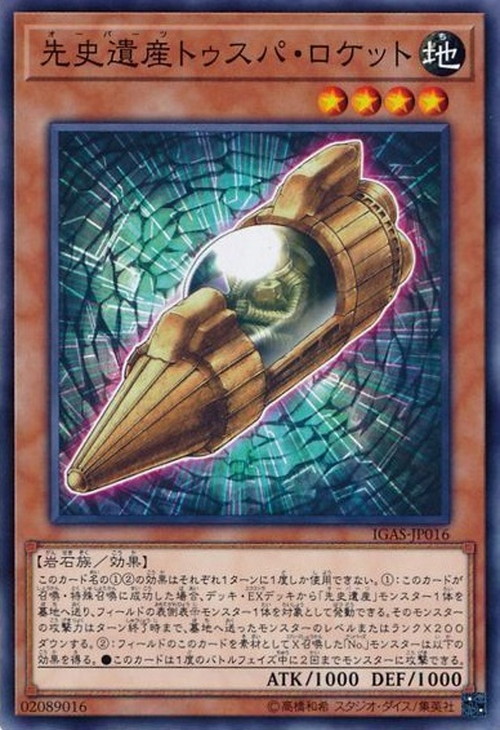 オーパーツ
先史遺産トゥスパ・ロケット
ち
地
IGAS-JP016
【岩石族／効果】
このカード名の①②の効果はそれぞれ1ターンに1度しか使用できない。①：このカードが
召喚・特殊召喚に成功した場合、デッキ・EXデッキから「先史遺産」モンスター1体を
墓地へ送り、フィールドの表側表示モンスター1体を対象として発動できる。そのモンスター
の攻撃力はターン終了時まで、墓地へ送ったモンスターのレベルまたはランク×200
ダウンする。②：フィールドのこのカードを素材としてX召喚した「No.」モンスターは以下の
効果を得る。●このカードは1度のバトルフェイズ中に2回までモンスターに攻撃できる。
ATK/1000 DEF/1000
02089016
©高橋和希 スタジオ・ダイス/集英社